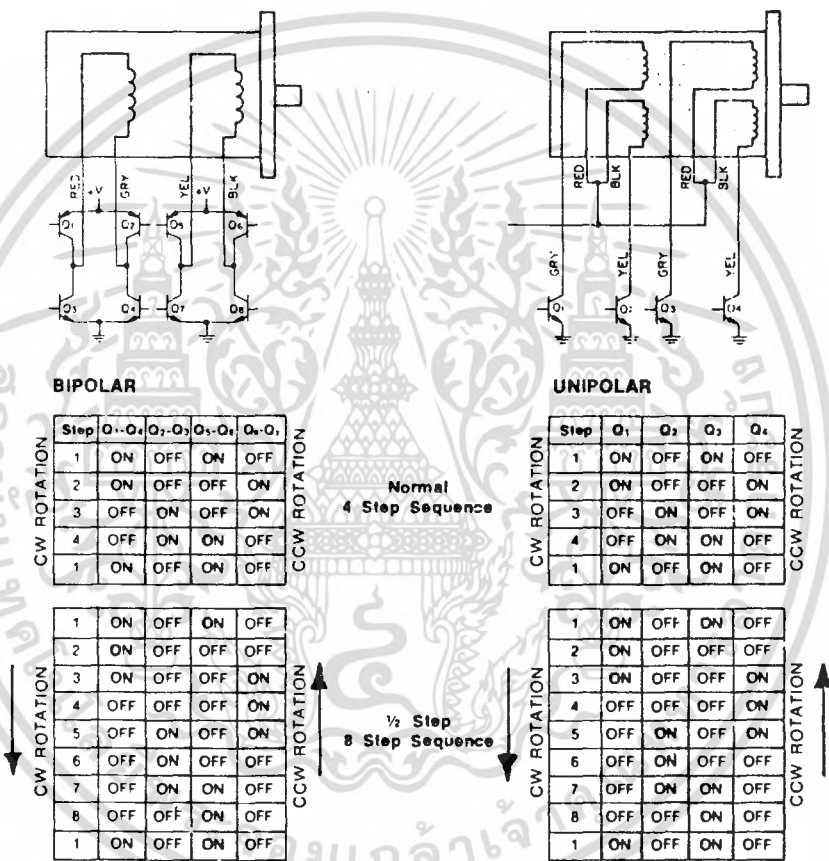 RED GRY YEL BLK
+V +V
Q1 Q2 Q5 Q6
Q3 Q4 Q7 Q8
BIPOLAR
CW ROTATION
Step Q1-Q4 Q2-Q3 Q5-Q8 Q6-Q7
1 ON OFF ON OFF
2 ON OFF OFF ON
3 OFF ON OFF ON
4 OFF ON ON OFF
1 ON OFF ON OFF
CCW ROTATION
CW ROTATION
1 ON OFF ON OFF
2 ON OFF OFF OFF
3 ON OFF OFF ON
4 OFF OFF OFF ON
5 OFF ON OFF ON
6 OFF ON OFF OFF
7 OFF ON ON OFF
8 OFF OFF ON OFF
1 ON OFF ON OFF
CCW ROTATION
Normal
4 Step Sequence
½ Step
8 Step Sequence
RED BLK RED BLK
GRY YEL GRY YEL
Q1 Q2 Q3 Q4
UNIPOLAR
CW ROTATION
Step Q1 Q2 Q3 Q4
1 ON OFF ON OFF
2 ON OFF OFF ON
3 OFF ON OFF ON
4 OFF ON ON OFF
1 ON OFF ON OFF
CCW ROTATION
CW ROTATION
1 ON OFF ON OFF
2 ON OFF OFF OFF
3 ON OFF OFF ON
4 OFF OFF OFF ON
5 OFF ON OFF ON
6 OFF ON OFF OFF
7 OFF ON ON OFF
8 OFF OFF ON OFF
1 ON OFF ON OFF
CCW ROTATION